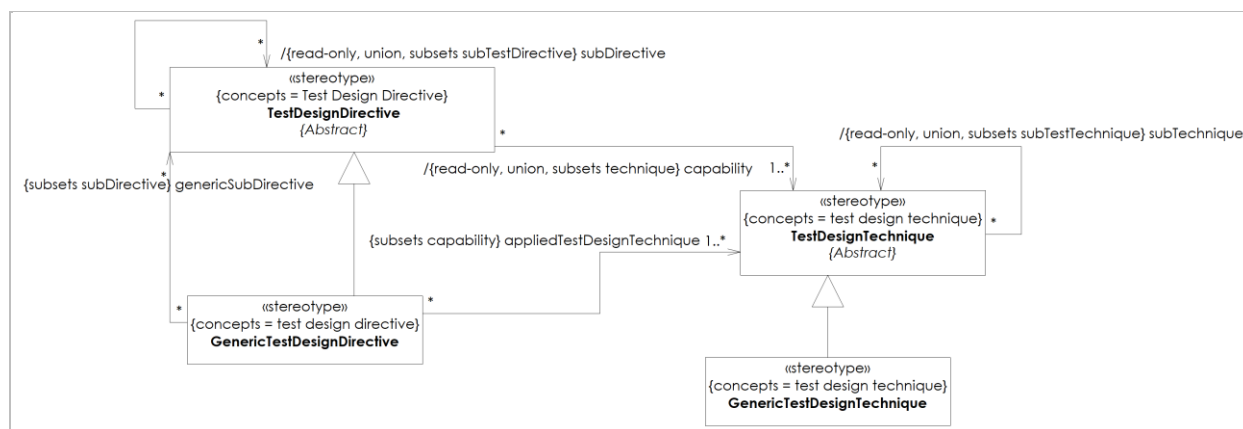 *
/{read-only, union, subsets subTestDirective} subDirective
«stereotype»
{concepts = Test Design Directive}
TestDesignDirective
{Abstract}
*
*
/{read-only, union, subsets subTestTechnique} subTechnique
/{read-only, union, subsets technique} capability 1..*
*
*
{subsets subDirective} genericSubDirective
«stereotype»
{concepts = test design technique}
TestDesignTechnique
{Abstract}
*
{subsets capability} appliedTestDesignTechnique 1..*
*
*
«stereotype»
{concepts = test design directive}
GenericTestDesignDirective
«stereotype»
{concepts = test design technique}
GenericTestDesignTechnique